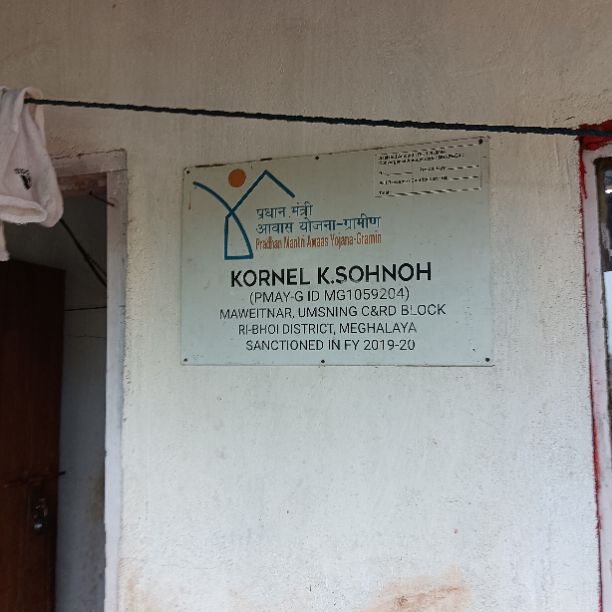 प्रधान मंत्री
आवास योजना-ग्रामीण
Pradhan Mantri Awaas Yojana-Gramin
KORNEL K.SOHNOH
(PMAY-G ID MG1059204)
MAWEITNAR, UMSNING C&RD BLOCK
RI-BHOI DISTRICT, MEGHALAYA
SANCTIONED IN FY 2019-20